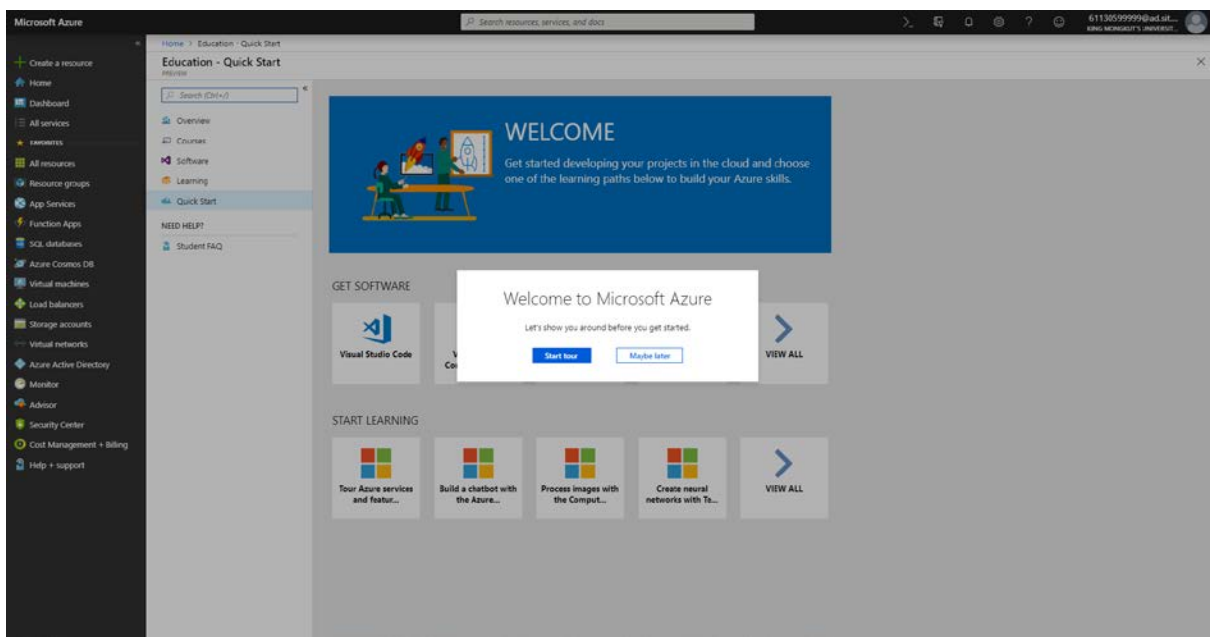 Microsoft Azure
Search resources, services, and docs
61130599999@ad.sit...
KING MONGKUT'S UNIVERSIT...
Create a resource
Home
Dashboard
All services
FAVORITES
All resources
Resource groups
App Services
Function Apps
SQL databases
Azure Cosmos DB
Virtual machines
Load balancers
Storage accounts
Virtual networks
Azure Active Directory
Monitor
Advisor
Security Center
Cost Management + Billing
Help + support
Home > Education - Quick Start
Education - Quick Start
PREVIEW
Search (Ctrl+/)
Overview
Courses
Software
Learning
Quick Start
NEED HELP?
Student FAQ
WELCOME
Get started developing your projects in the cloud and choose
one of the learning paths below to build your Azure skills.
GET SOFTWARE
Visual Studio Code
VIEW ALL
Welcome to Microsoft Azure
Let's show you around before you get started.
Start tour
Maybe later
START LEARNING
Tour Azure services
and featur...
Build a chatbot with
the Azure...
Process images with
the Comput...
Create neural
networks with Te...
VIEW ALL